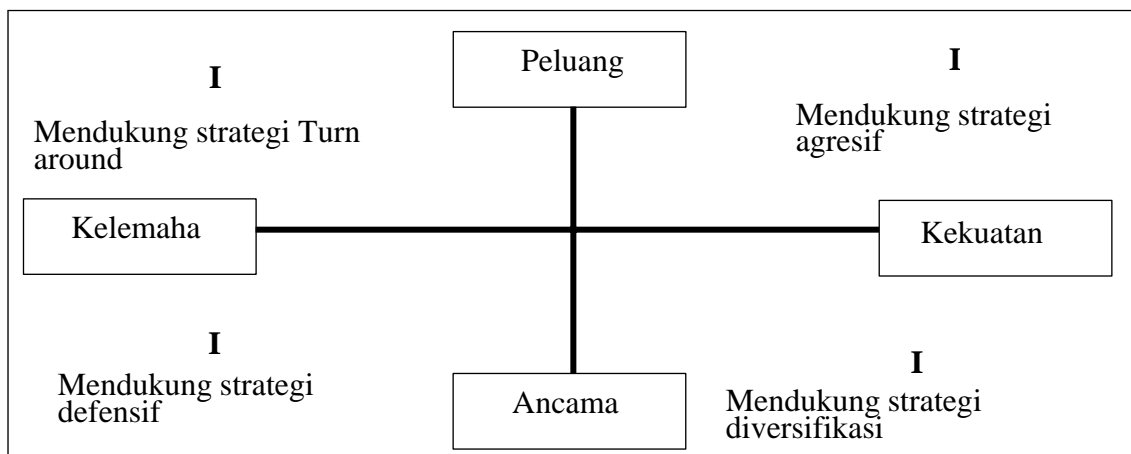 Peluang
I
I
Mendukung strategi Turn
around
Mendukung strategi
agresif
Kelemaha
Kekuatan
I
Mendukung strategi
defensif
Ancama
I
Mendukung strategi
diversifikasi